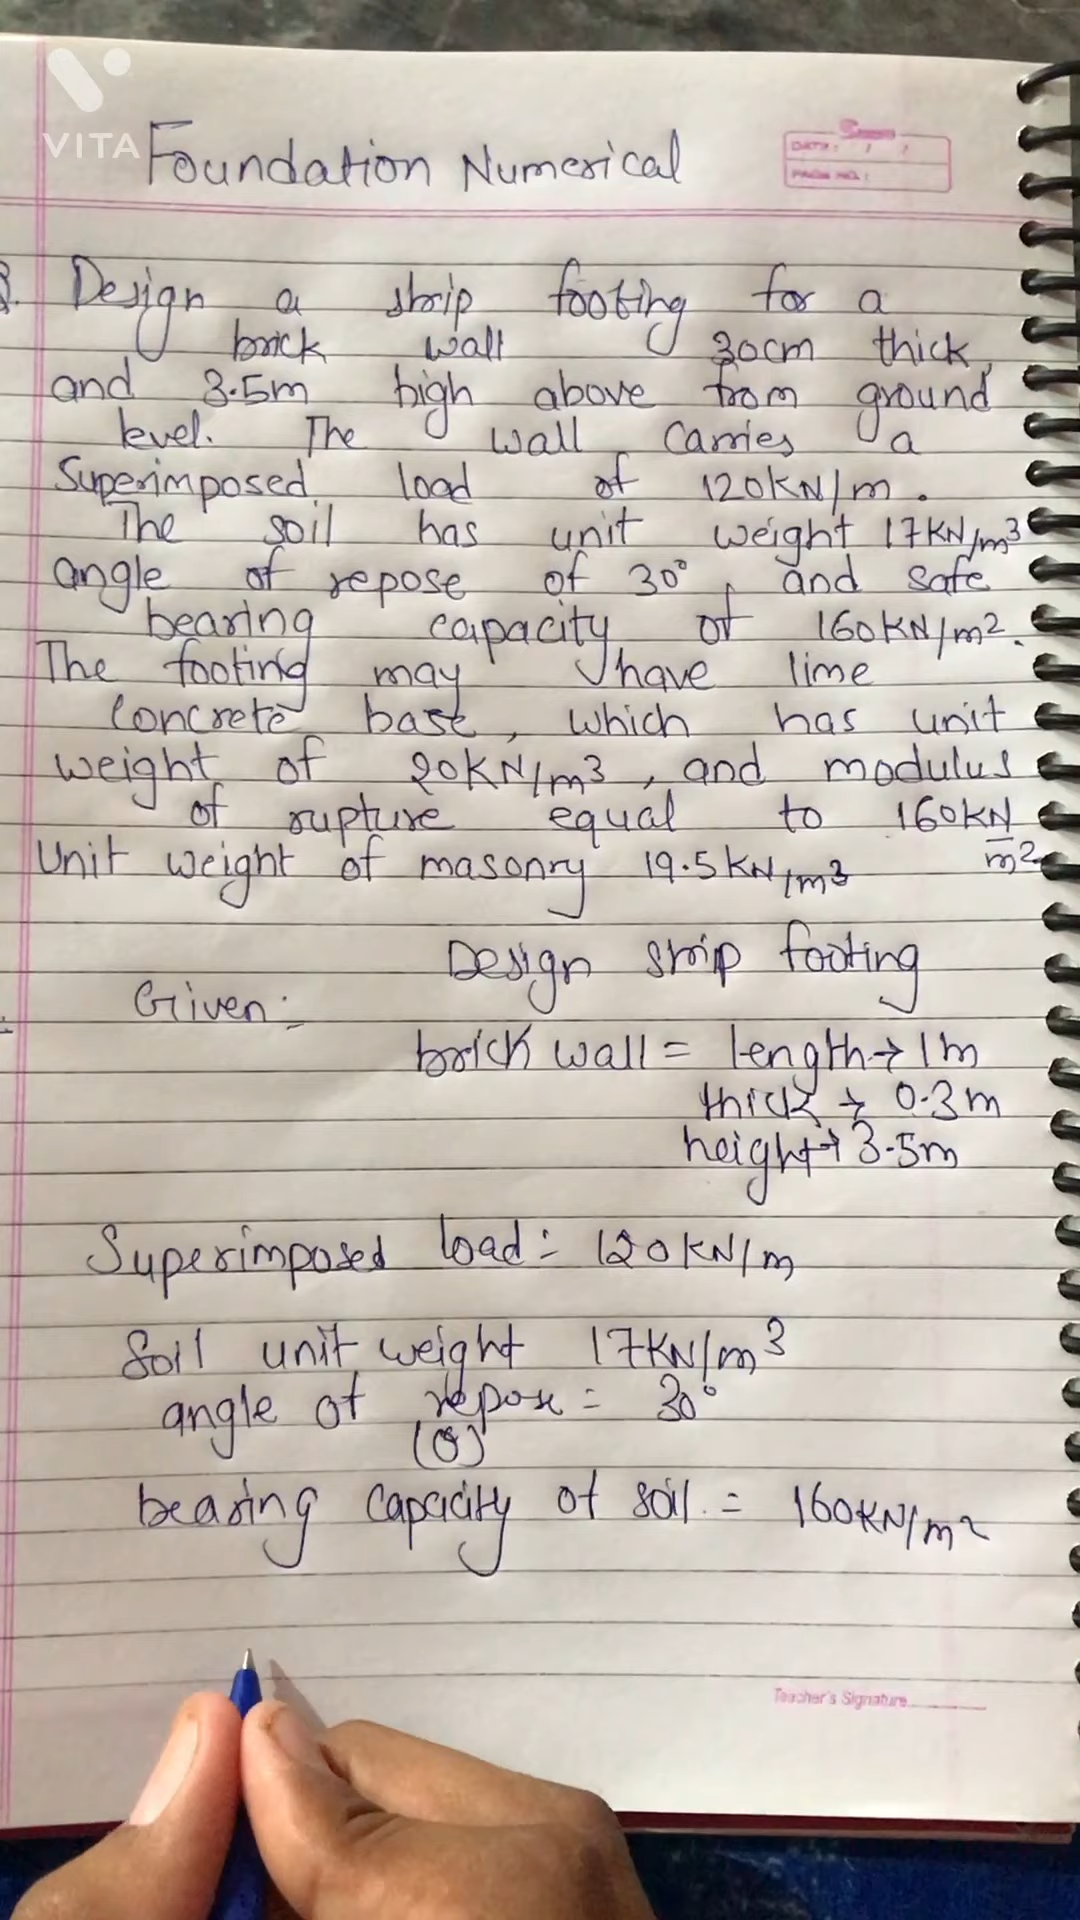 VITA
Foundation Numerical
DATE: / /
PAGE NO.:
Q. Design a strip footing for a
brick wall 30cm thick,
and 3.5m high above from ground
level. The wall carries a
Superimposed load of 120KN/m.
The soil has unit weight 17KN/m³
angle of repose of 30°, and safe
bearing capacity of 160KN/m².
The footing may have lime
Concrete base, which has unit
weight of 20KN/m³, and modulus
of rupture equal to 160KN/m²
Unit weight of masonry 19.5KN/m³
Design strip footing
Given:-
brick wall = length→1m
thick → 0.3m
height→3.5m
Superimposed load = 120KN/m
Soil unit weight 17KN/m³
angle of repose = 30°
(θ)
bearing capacity of soil. = 160KN/m²
Teacher's Signature